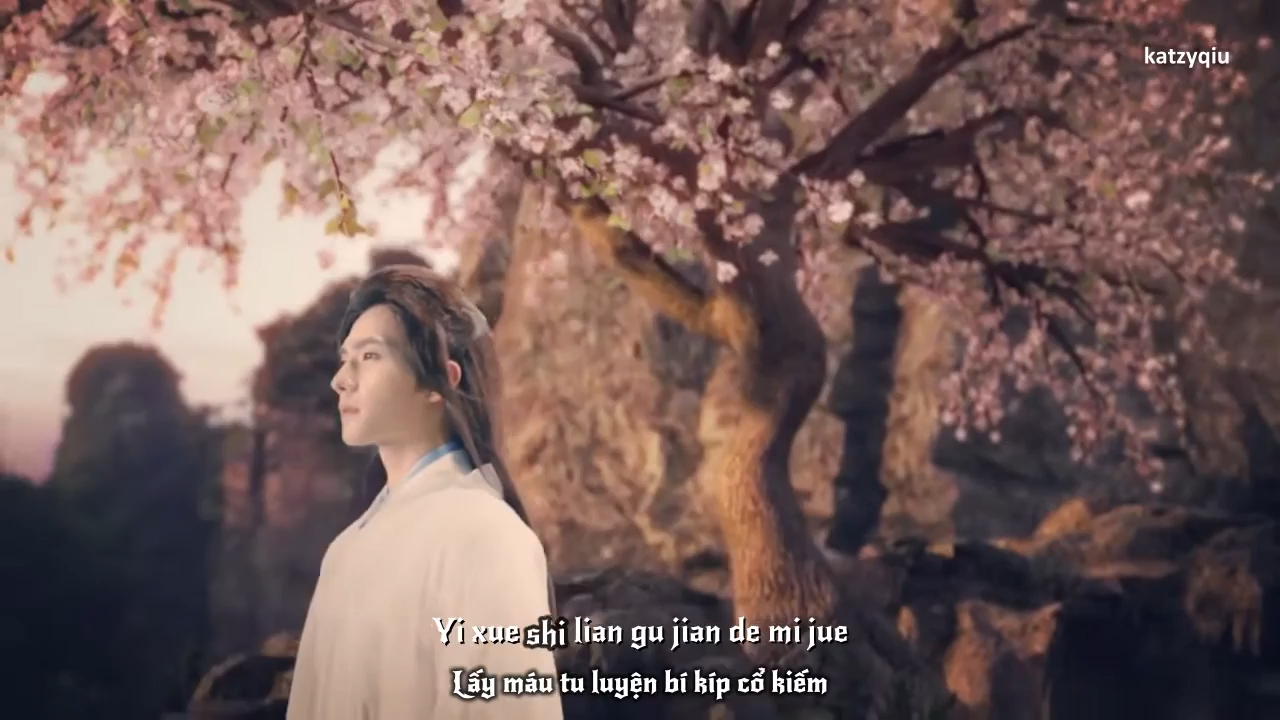 katzyqiu
Yi xue shi lian gu jian de mi jue
Lấy máu tu luyện bí kíp cổ kiếm